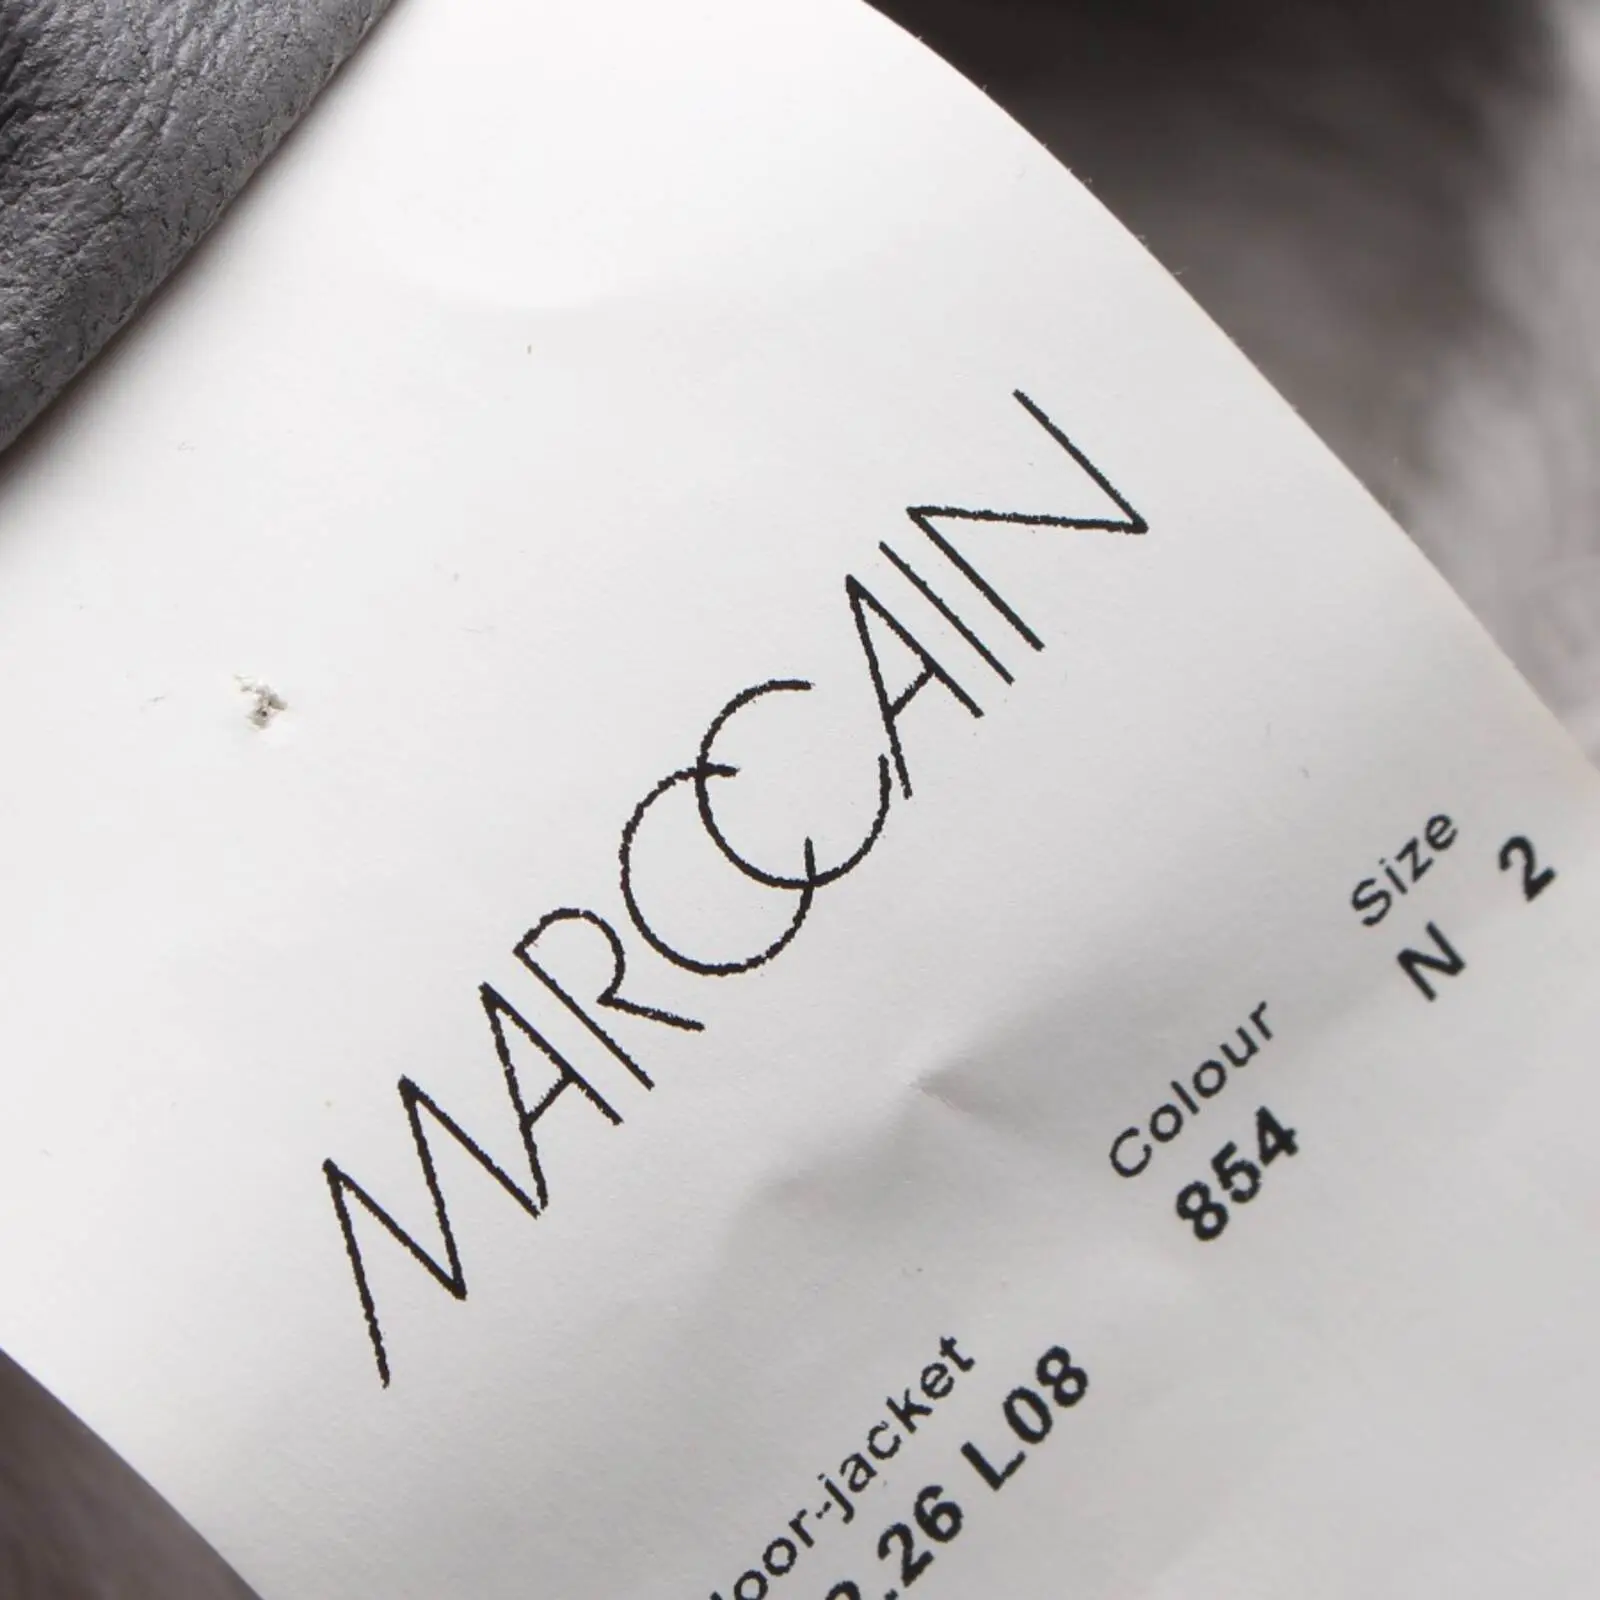 MARCCAIN
Size
N 2
Colour
854
door-jacket
.26 L08